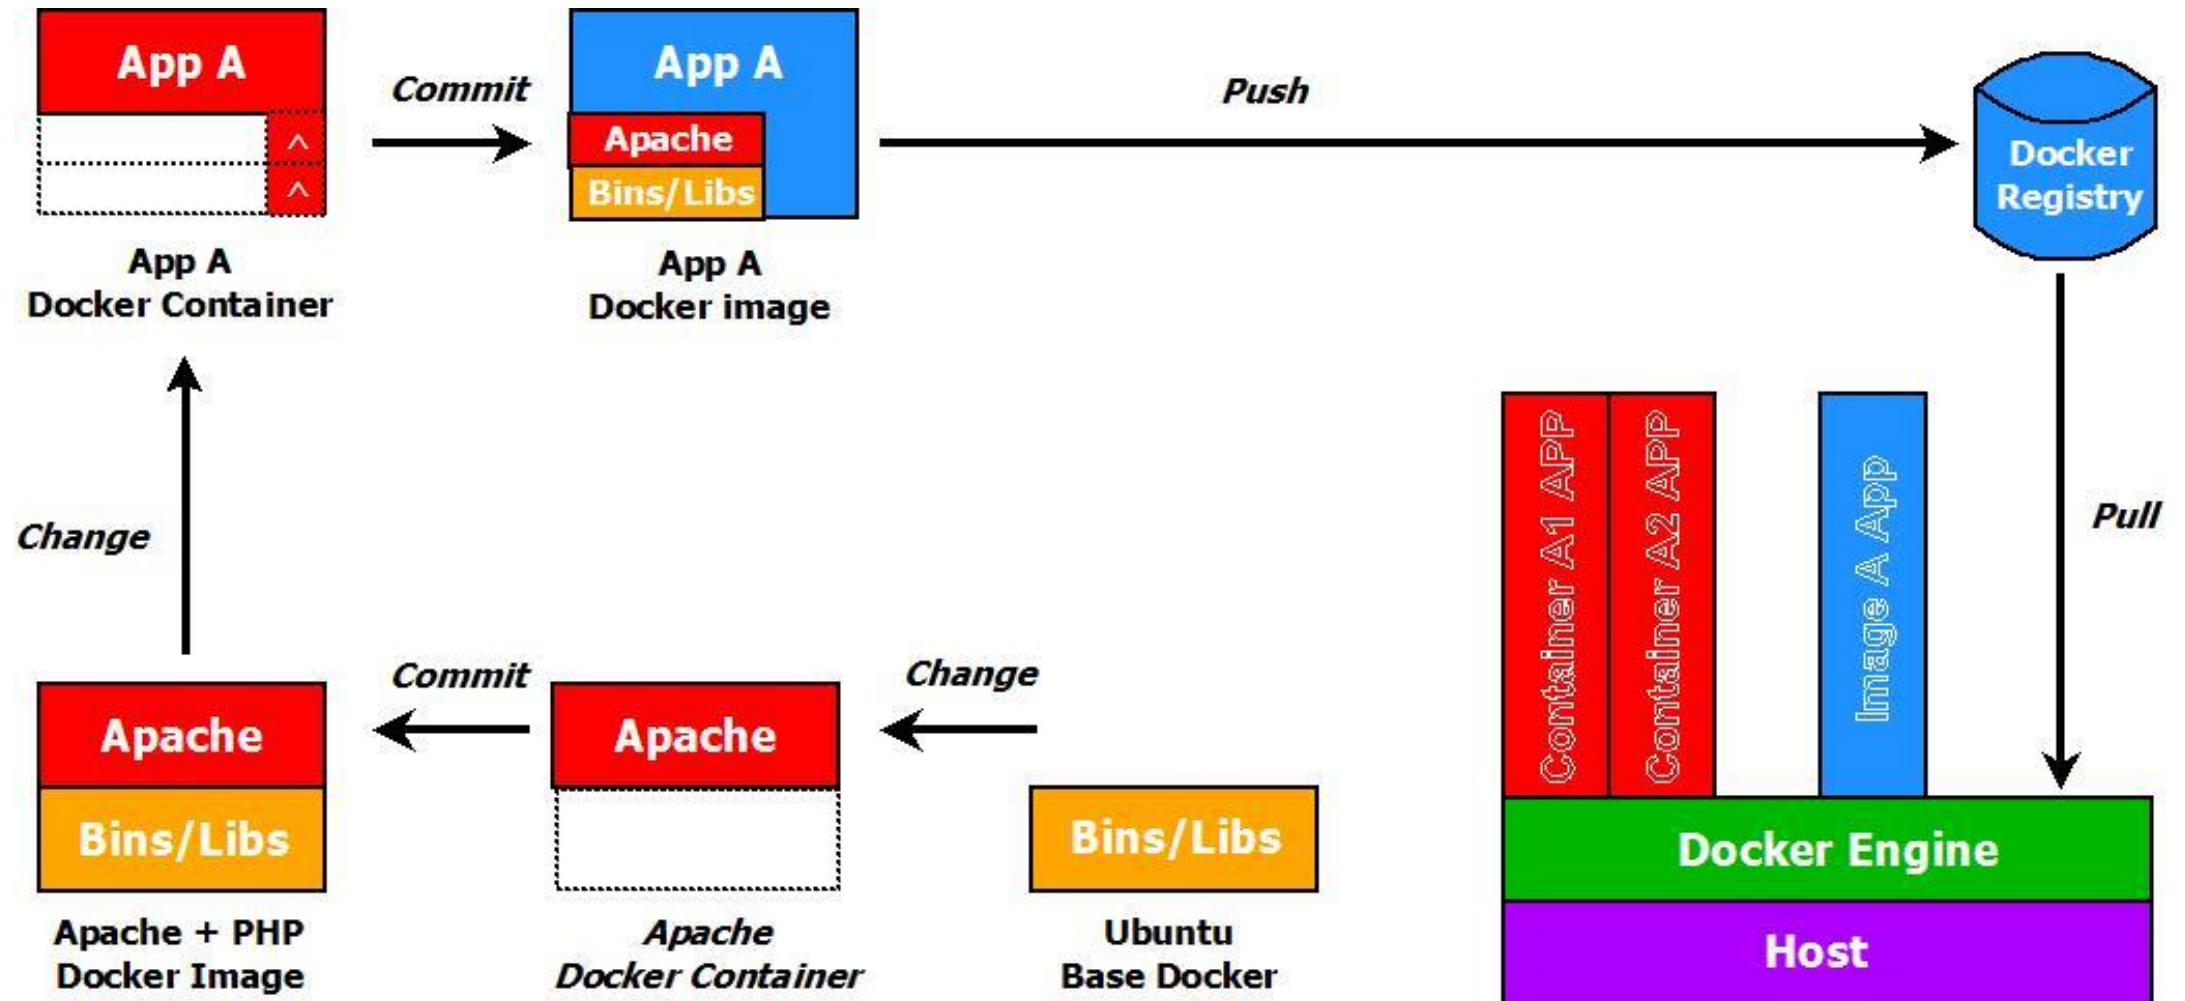 App A
^
^
App A
Docker Container
Commit
App A
Apache
Bins/Libs
App A
Docker image
Push
Docker
Registry
Change
Pull
Container A1 APP
Container A2 APP
Image A App
Docker Engine
Host
Apache
Bins/Libs
Apache + PHP
Docker Image
Commit
Apache
Apache
Docker Container
Change
Bins/Libs
Ubuntu
Base Docker